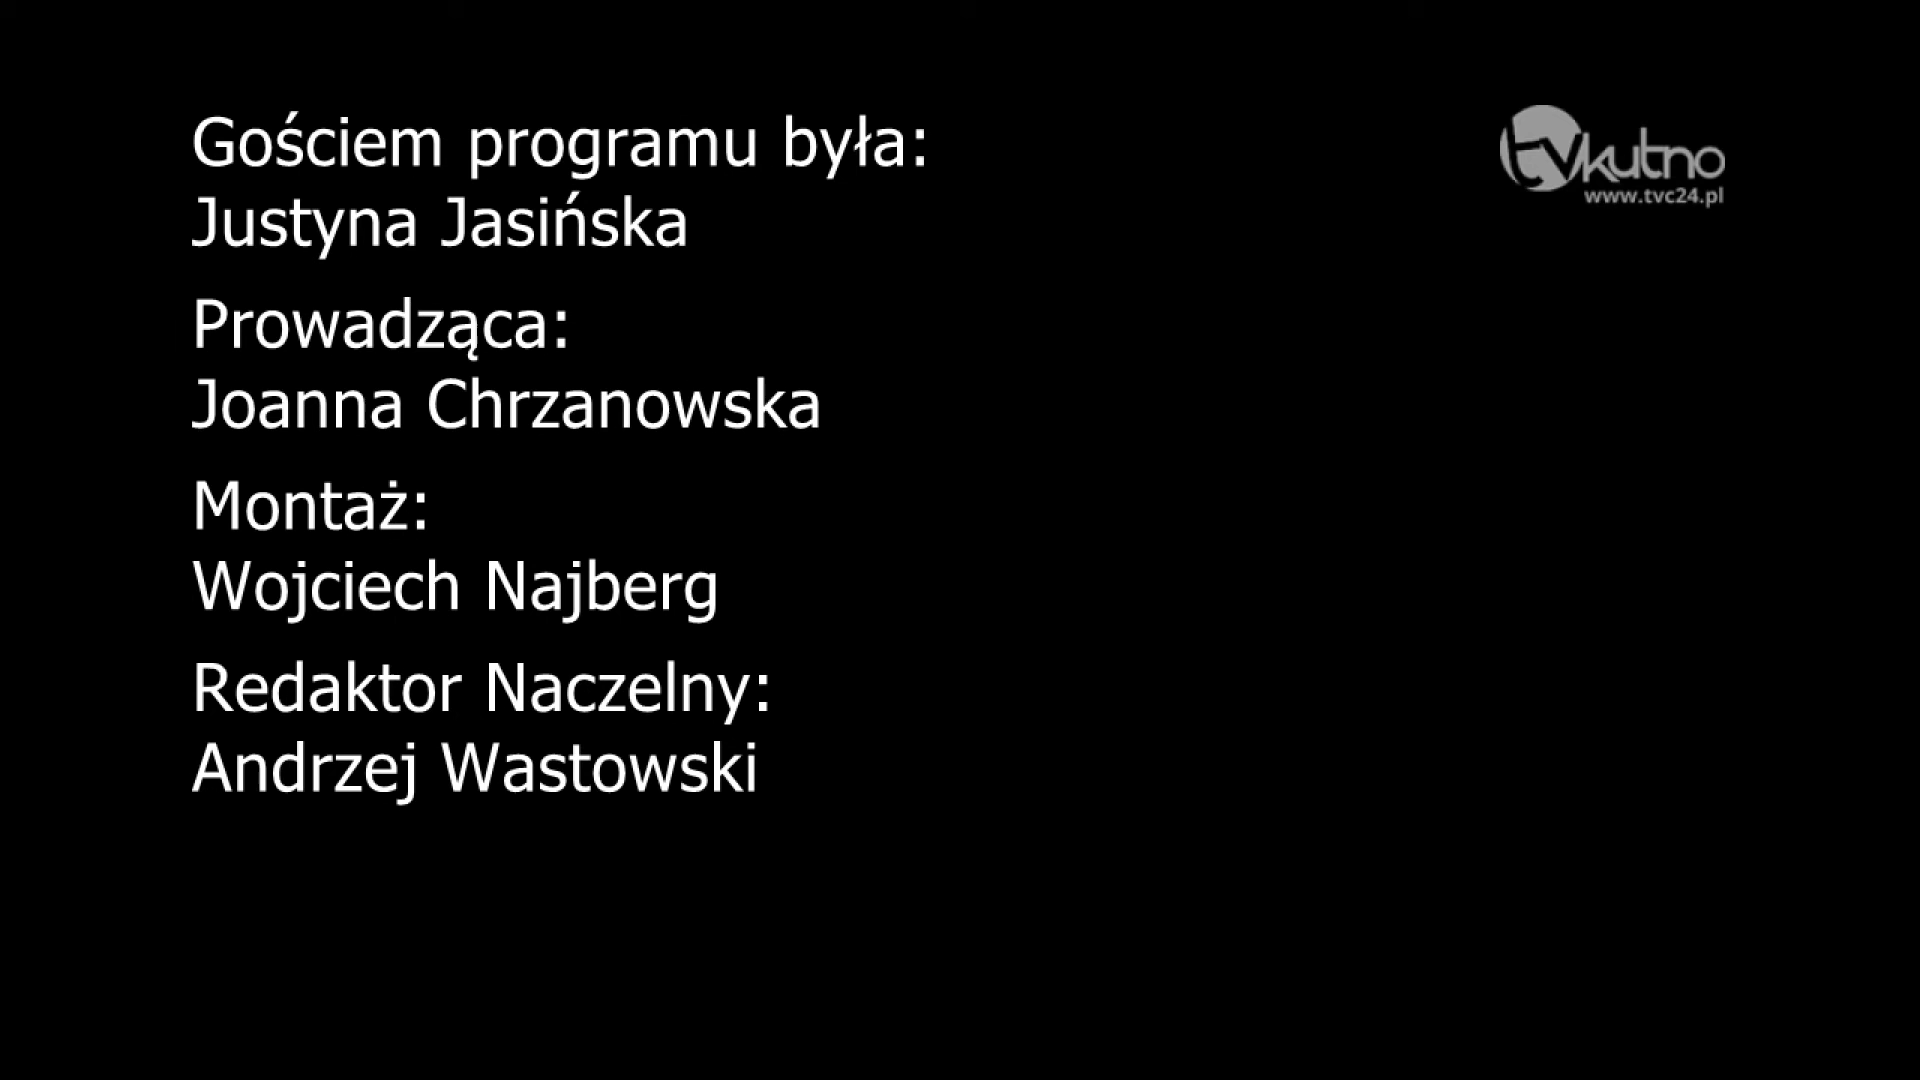 Gościem programu była:
Justyna Jasińska
Prowadząca:
Joanna Chrzanowska
Montaż:
Wojciech Najberg
Redaktor Naczelny:
Andrzej Wastowski
tvkutno
www.tvc24.pl